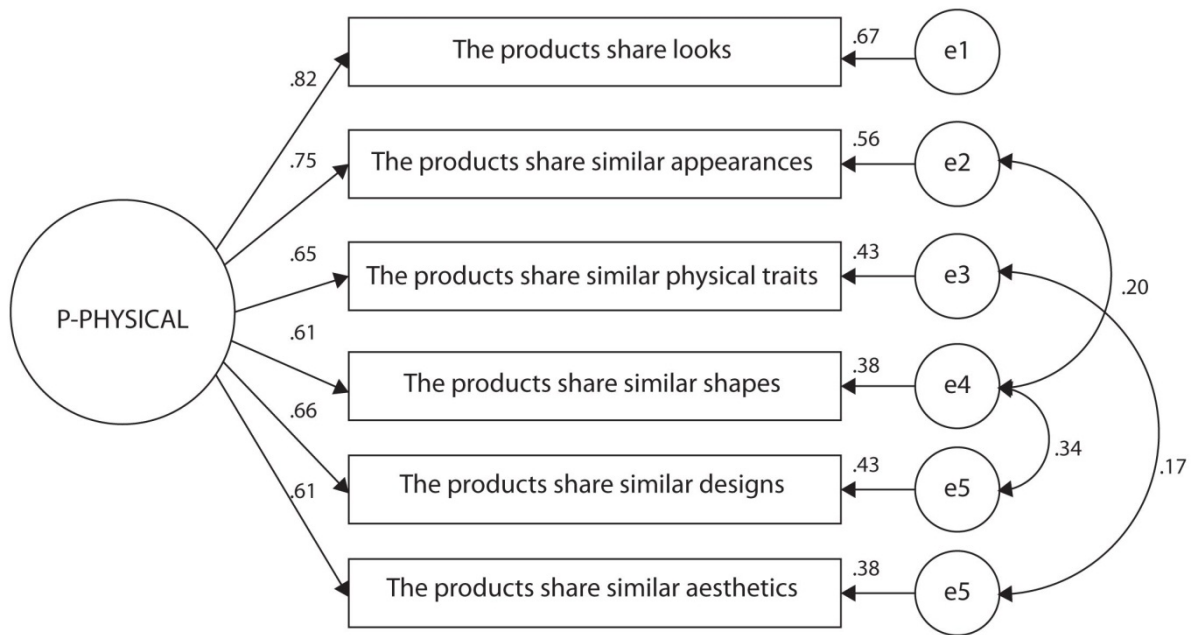 The products share looks
.67
e1
.82
The products share similar appearances
.56
e2
.75
P-PHYSICAL
The products share similar physical traits
.43
e3
.65
.20
The products share similar shapes
.38
e4
.61
.34
The products share similar designs
.43
e5
.66
.17
The products share similar aesthetics
.38
e5
.61